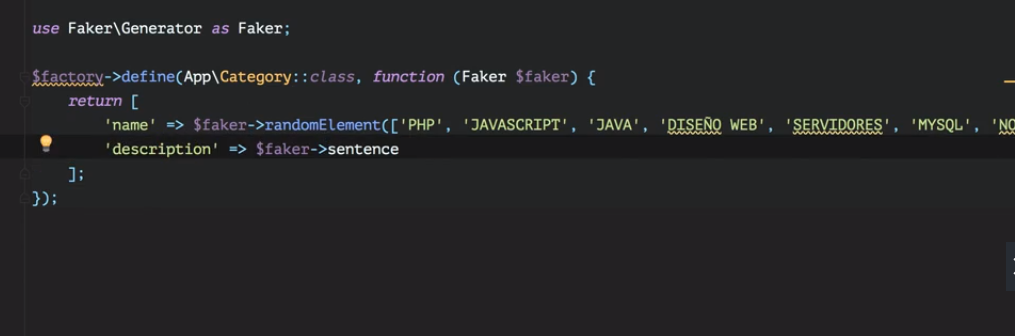 use Faker\Generator as Faker;
$factory->define(App\Category::class, function (Faker $faker) {
return [
'name' => $faker->randomElement(['PHP', 'JAVASCRIPT', 'JAVA', 'DISEÑO WEB', 'SERVIDORES', 'MYSQL',
'description' => $faker->sentence
];
});